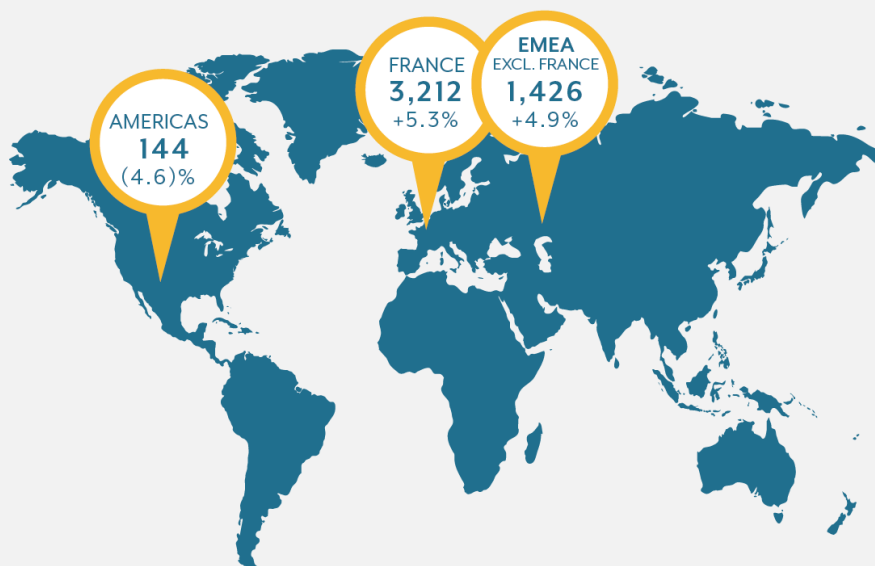 AMERICAS
144
(4.6)%
FRANCE
3,212
+5.3%
EMEA
EXCL. FRANCE
1,426
+4.9%